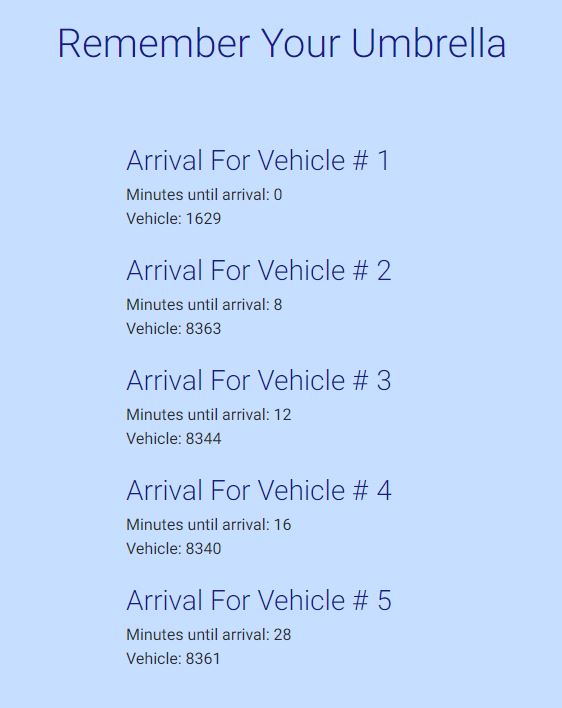 Remember Your Umbrella
Arrival For Vehicle # 1
Minutes until arrival: 0
Vehicle: 1629
Arrival For Vehicle # 2
Minutes until arrival: 8
Vehicle: 8363
Arrival For Vehicle # 3
Minutes until arrival: 12
Vehicle: 8344
Arrival For Vehicle # 4
Minutes until arrival: 16
Vehicle: 8340
Arrival For Vehicle # 5
Minutes until arrival: 28
Vehicle: 8361